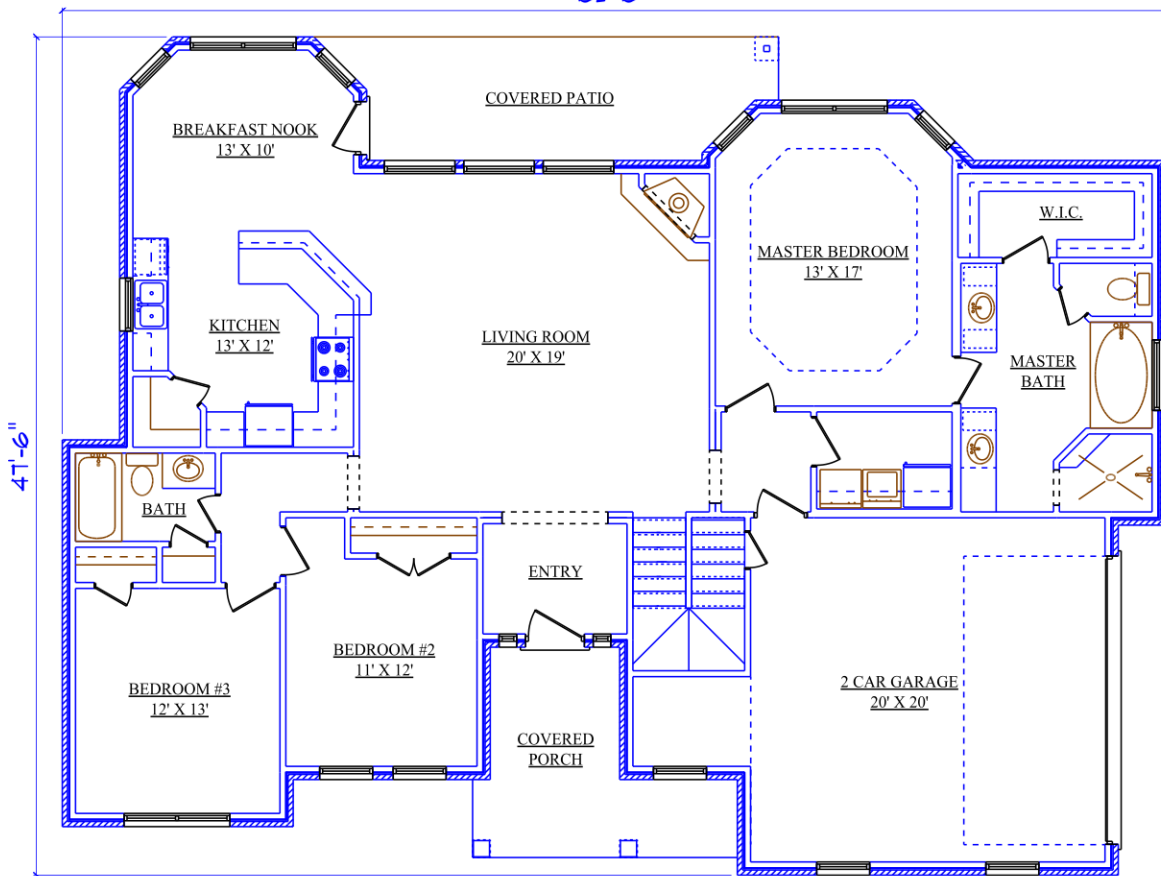 COVERED PATIO
BREAKFAST NOOK
13' X 10'
W.I.C.
MASTER BEDROOM
13' X 17'
KITCHEN
13' X 12'
LIVING ROOM
20' X 19'
MASTER
BATH
47'-6"
BATH
ENTRY
BEDROOM #2
11' X 12'
BEDROOM #3
12' X 13'
2 CAR GARAGE
20' X 20'
COVERED
PORCH